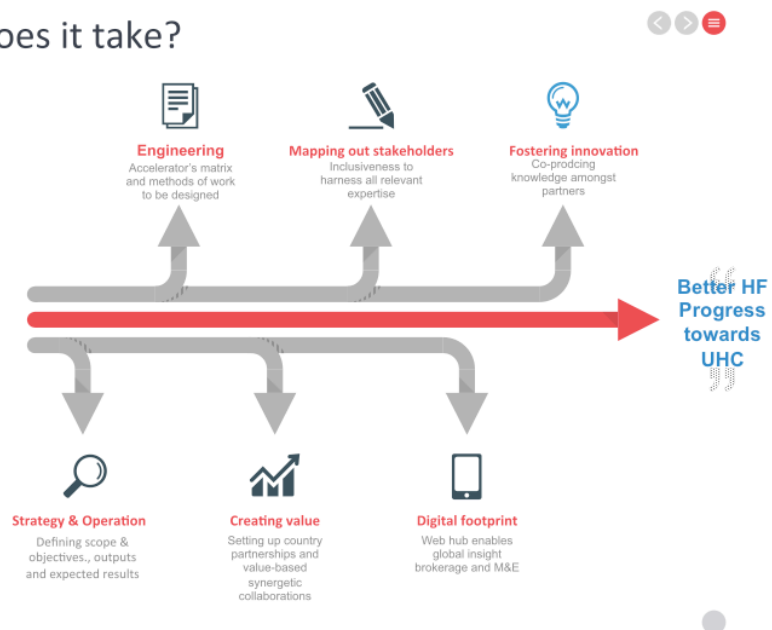 oes it take?
Engineering
Accelerator's matrix
and methods of work
to be designed
Mapping out stakeholders
Inclusiveness to
harness all relevant
expertise
Fostering innovation
Co-prodcing
knowledge amongst
partners
Better HF
Progress
towards
UHC
Strategy & Operation
Defining scope &
objectives., outputs
and expected results
Creating value
Setting up country
partnerships and
value-based
synergetic
collaborations
Digital footprint
Web hub enables
global insight
brokerage and M&E